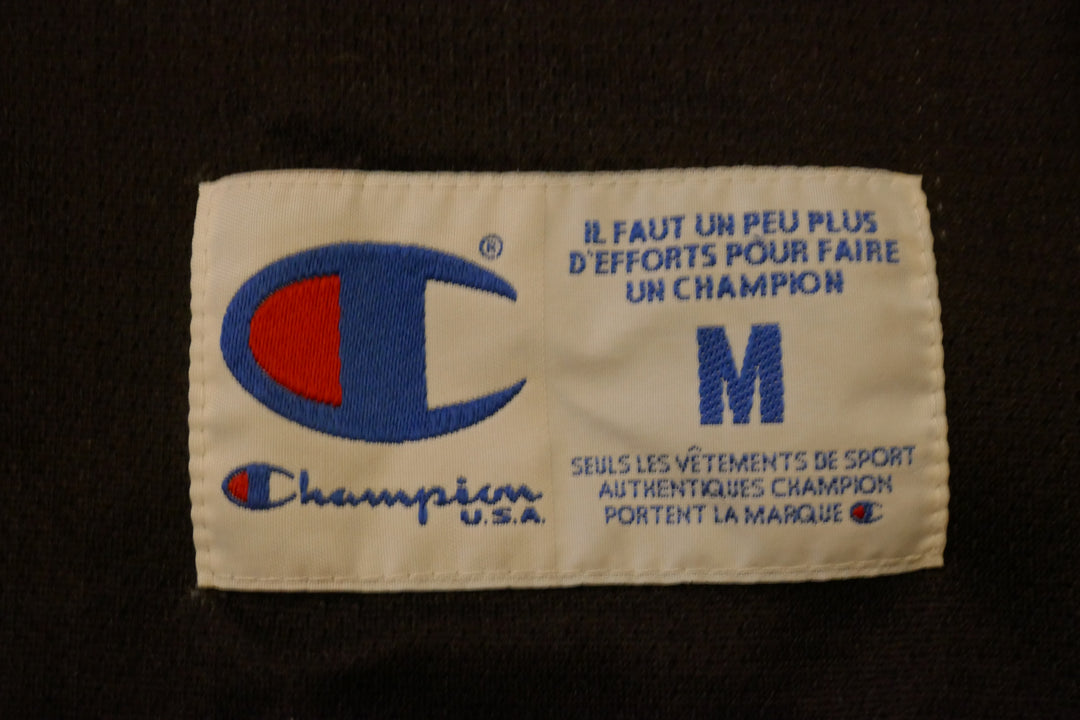 ®
Champion
U.S.A.
IL FAUT UN PEU PLUS
D'EFFORTS POUR FAIRE
UN CHAMPION
M
SEULS LES VÊTEMENTS DE SPORT
AUTHENTIQUES CHAMPION
PORTENT LA MARQUE